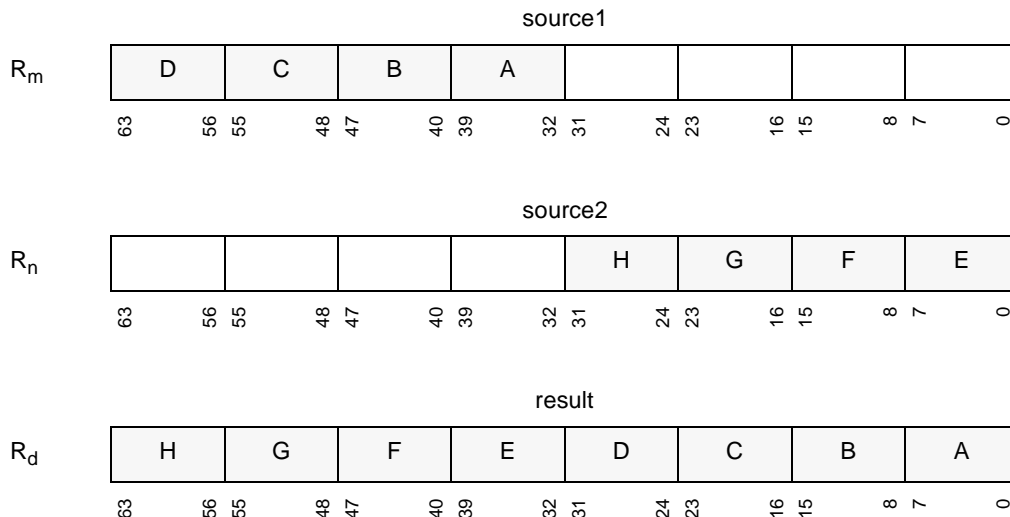 source1
Rm D C B A
63 56 55 48 47 40 39 32 31 24 23 16 15 8 7 0
source2
Rn H G F E
63 56 55 48 47 40 39 32 31 24 23 16 15 8 7 0
result
Rd H G F E D C B A
63 56 55 48 47 40 39 32 31 24 23 16 15 8 7 0